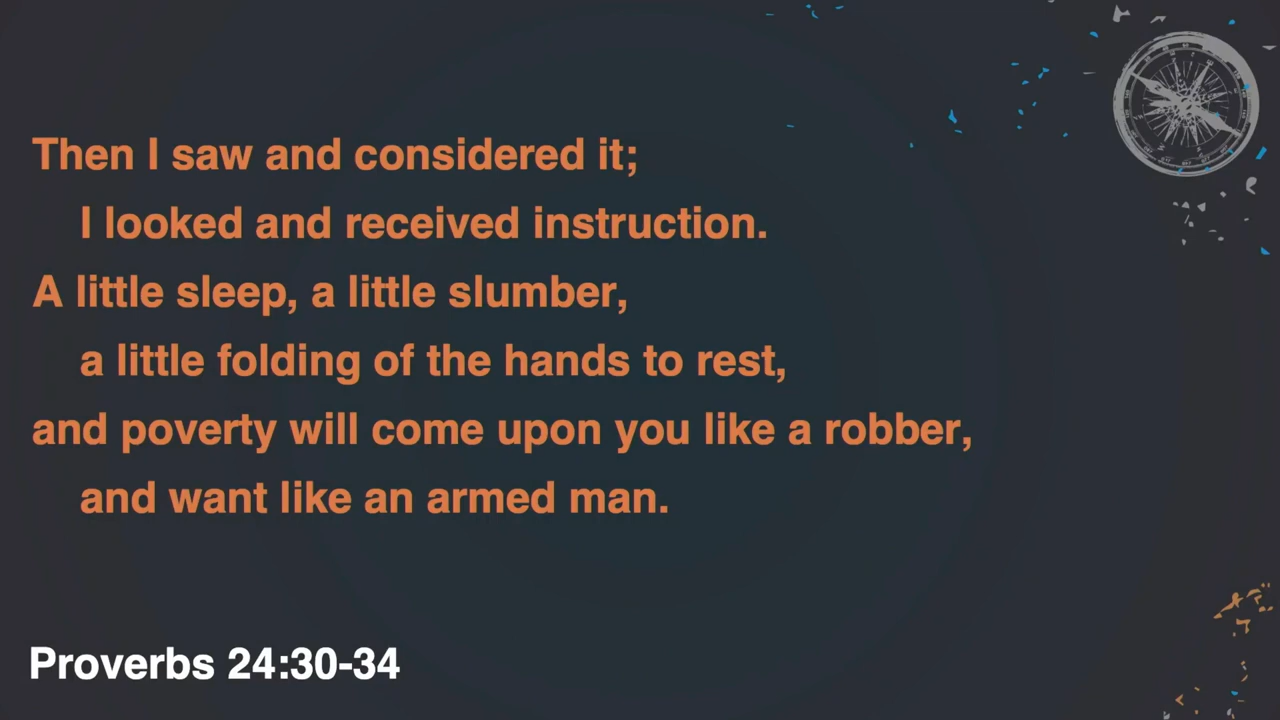 Then I saw and considered it;
I looked and received instruction.
A little sleep, a little slumber,
a little folding of the hands to rest,
and poverty will come upon you like a robber,
and want like an armed man.
Proverbs 24:30-34